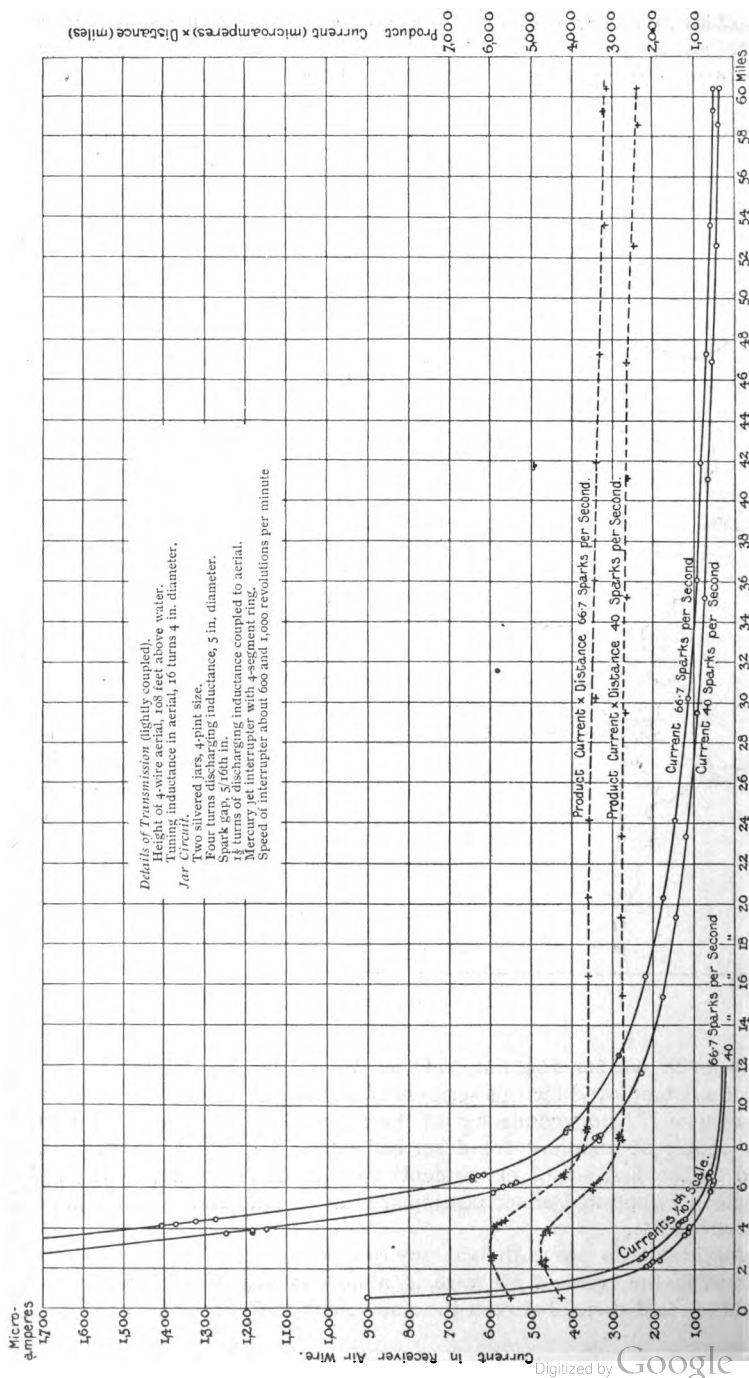 Micro-
amperes
1,700
1,600
1,500
1,400
1,300
1,200
1,100
1,000
900
800
700
600
500
400
300
200
100
0
Current in Receiver Air Wire.
Product Current (microamperes) × Distance (miles)
7,000
6,000
5,000
4,000
3,000
2,000
1,000
Details of Transmission (lightly coupled).
Height of 4-wire aerial, 108 feet above water.
Tuning inductance in aerial, 16 turns 4 in. diameter.
Jar Circuit.
Two silvered jars, 4-pint size.
Four turns discharging inductance, 5 in. diameter.
Spark gap, 5/16th in.
1½ turns of discharging inductance coupled to aerial.
Mercury jet interrupter with 4-segment ring.
Speed of interrupter about 600 and 1,000 revolutions per minute
Product Current × Distance 66·7 Sparks per Second.
Product Current × Distance 40 Sparks per Second.
Current 66·7 Sparks per Second
Current 40 Sparks per Second
Currents 1/10th Scale.
66·7 Sparks per Second
40 " " "
0 2 4 6 8 10 12 14 16 18 20 22 24 26 28 30 32 34 36 38 40 42 44 46 48 50 52 54 56 58 60 Miles
Digitized by Google